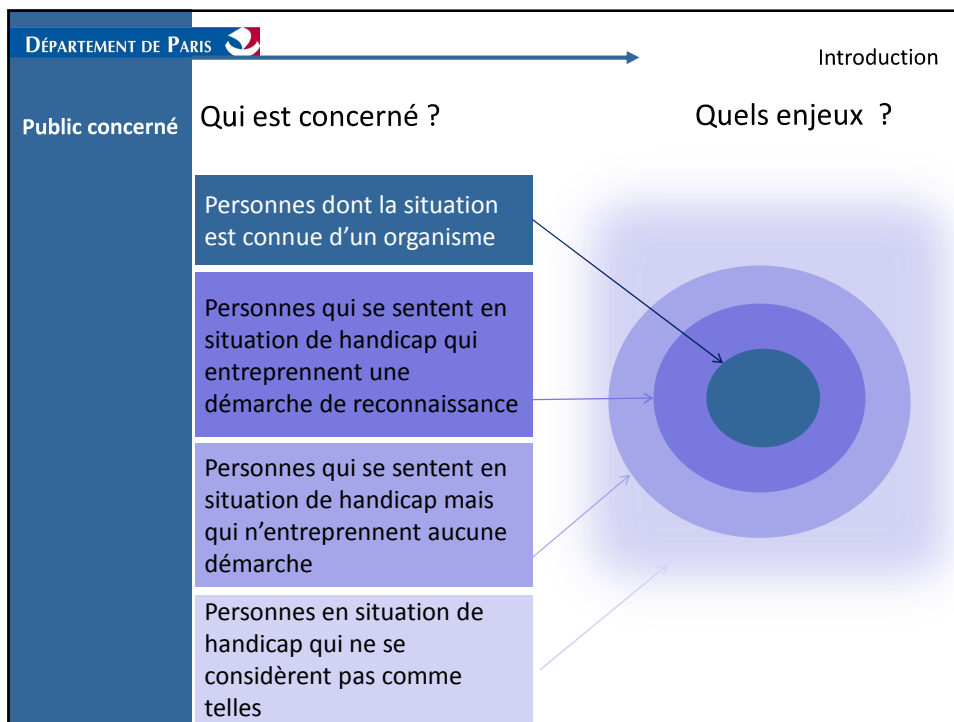 DÉPARTEMENT DE PARIS
Introduction
Public concerné
Qui est concerné ?
Quels enjeux ?
Personnes dont la situation
est connue d’un organisme
Personnes qui se sentent en
situation de handicap qui
entreprennent une
démarche de reconnaissance
Personnes qui se sentent en
situation de handicap mais
qui n’entreprennent aucune
démarche
Personnes en situation de
handicap qui ne se
considèrent pas comme
telles